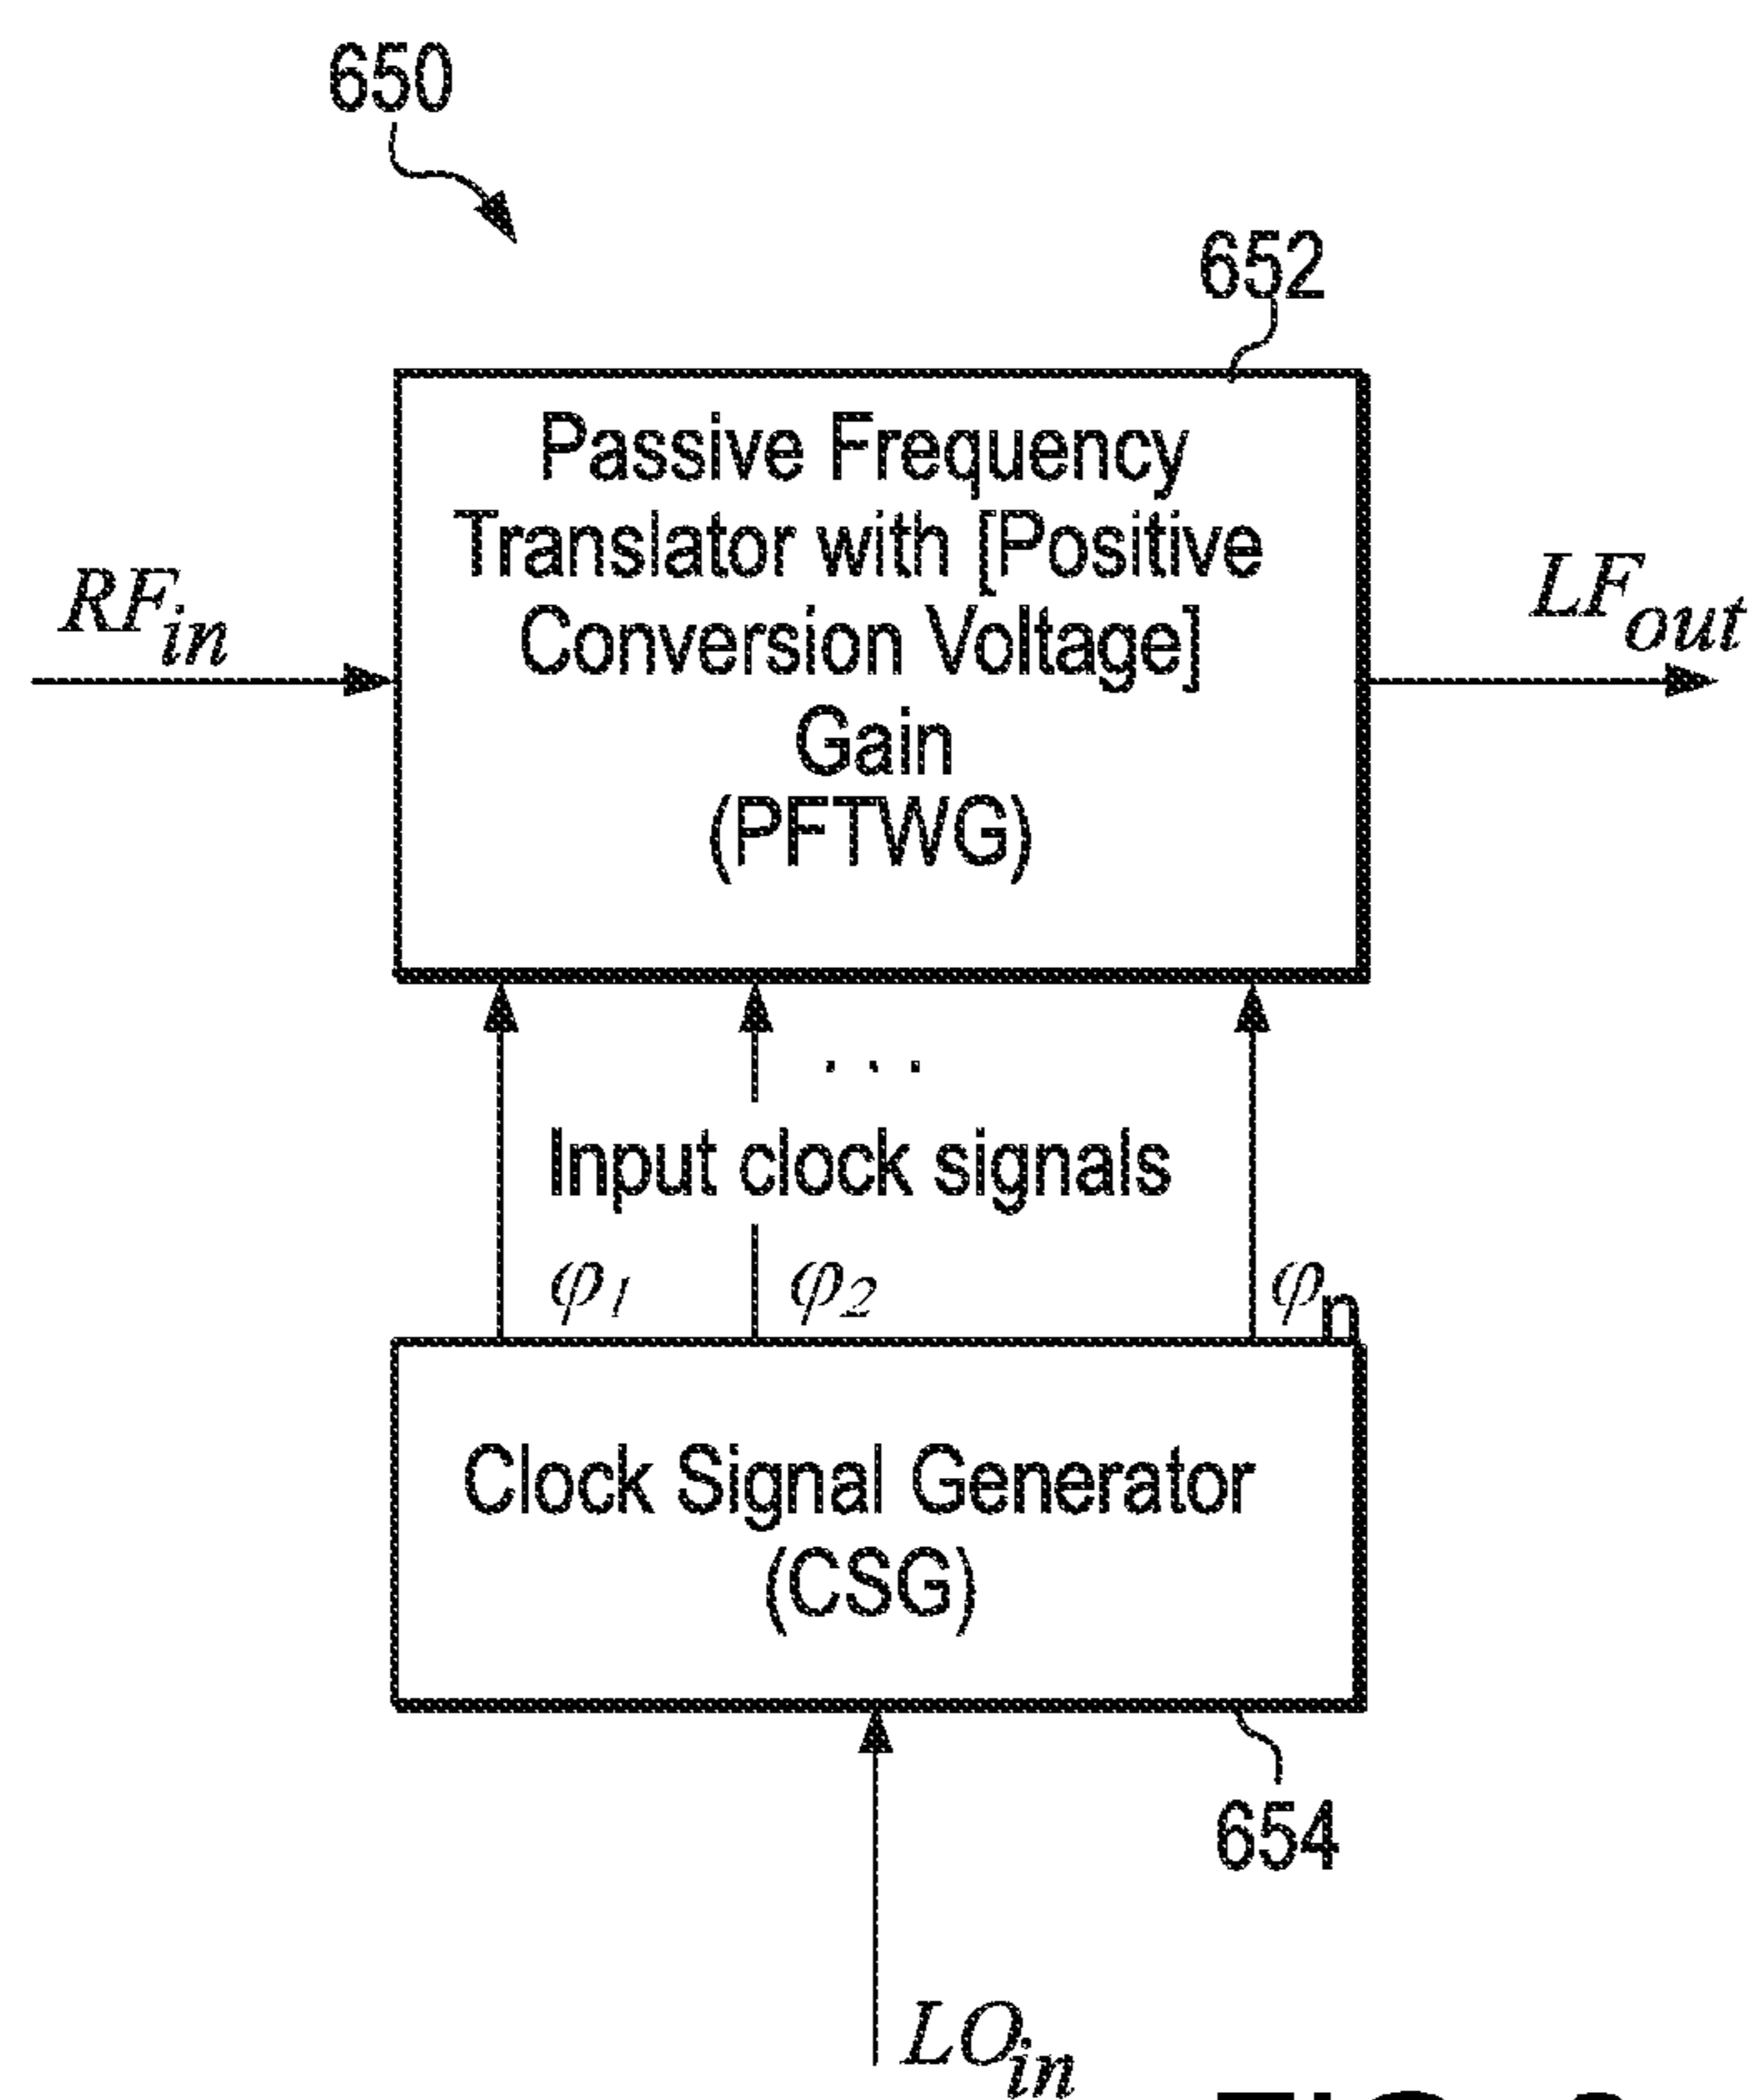 650
652
Passive Frequency
Translator with [Positive
Conversion Voltage]
Gain
(PFTWG)
RFin
LFout
...
Input clock signals
φ1 φ2 φn
Clock Signal Generator
(CSG)
654
LOin